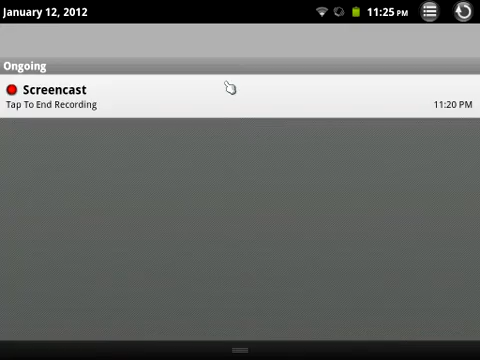 January 12, 2012 11:25 PM
Ongoing
Screencast
Tap To End Recording 11:20 PM